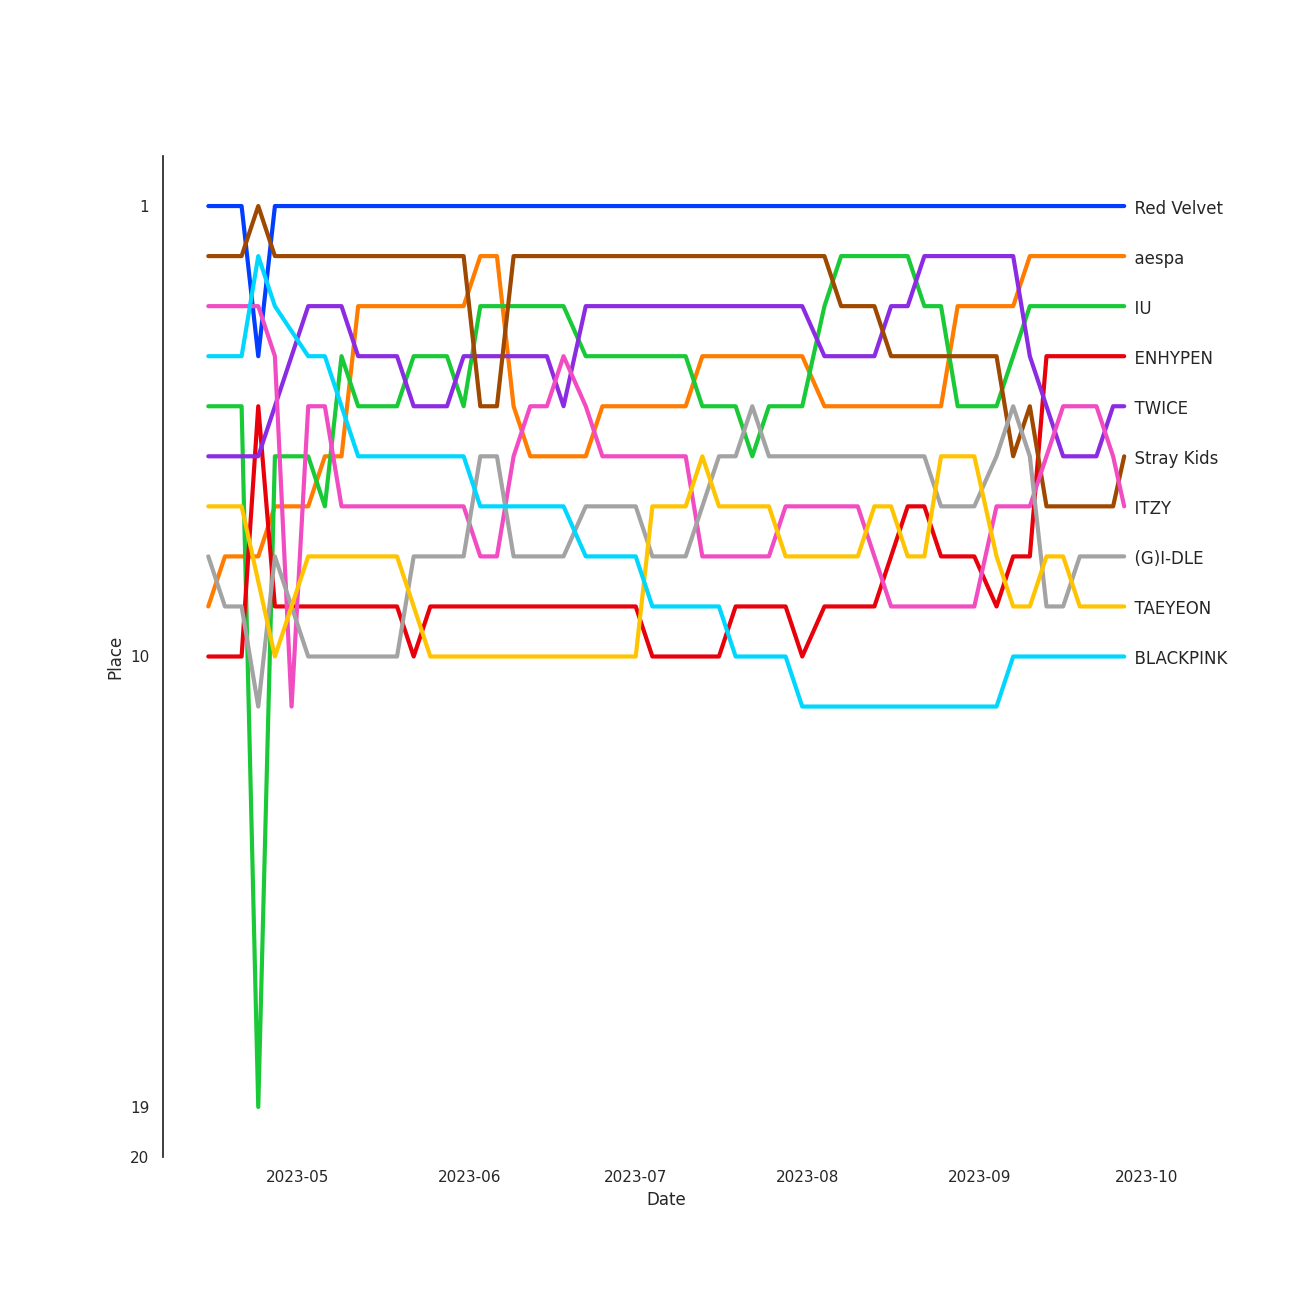 1
10
19
20
Place
Red Velvet
aespa
IU
ENHYPEN
TWICE
Stray Kids
ITZY
(G)I-DLE
TAEYEON
BLACKPINK
2023-05 2023-06 2023-07 2023-08 2023-09 2023-10
Date